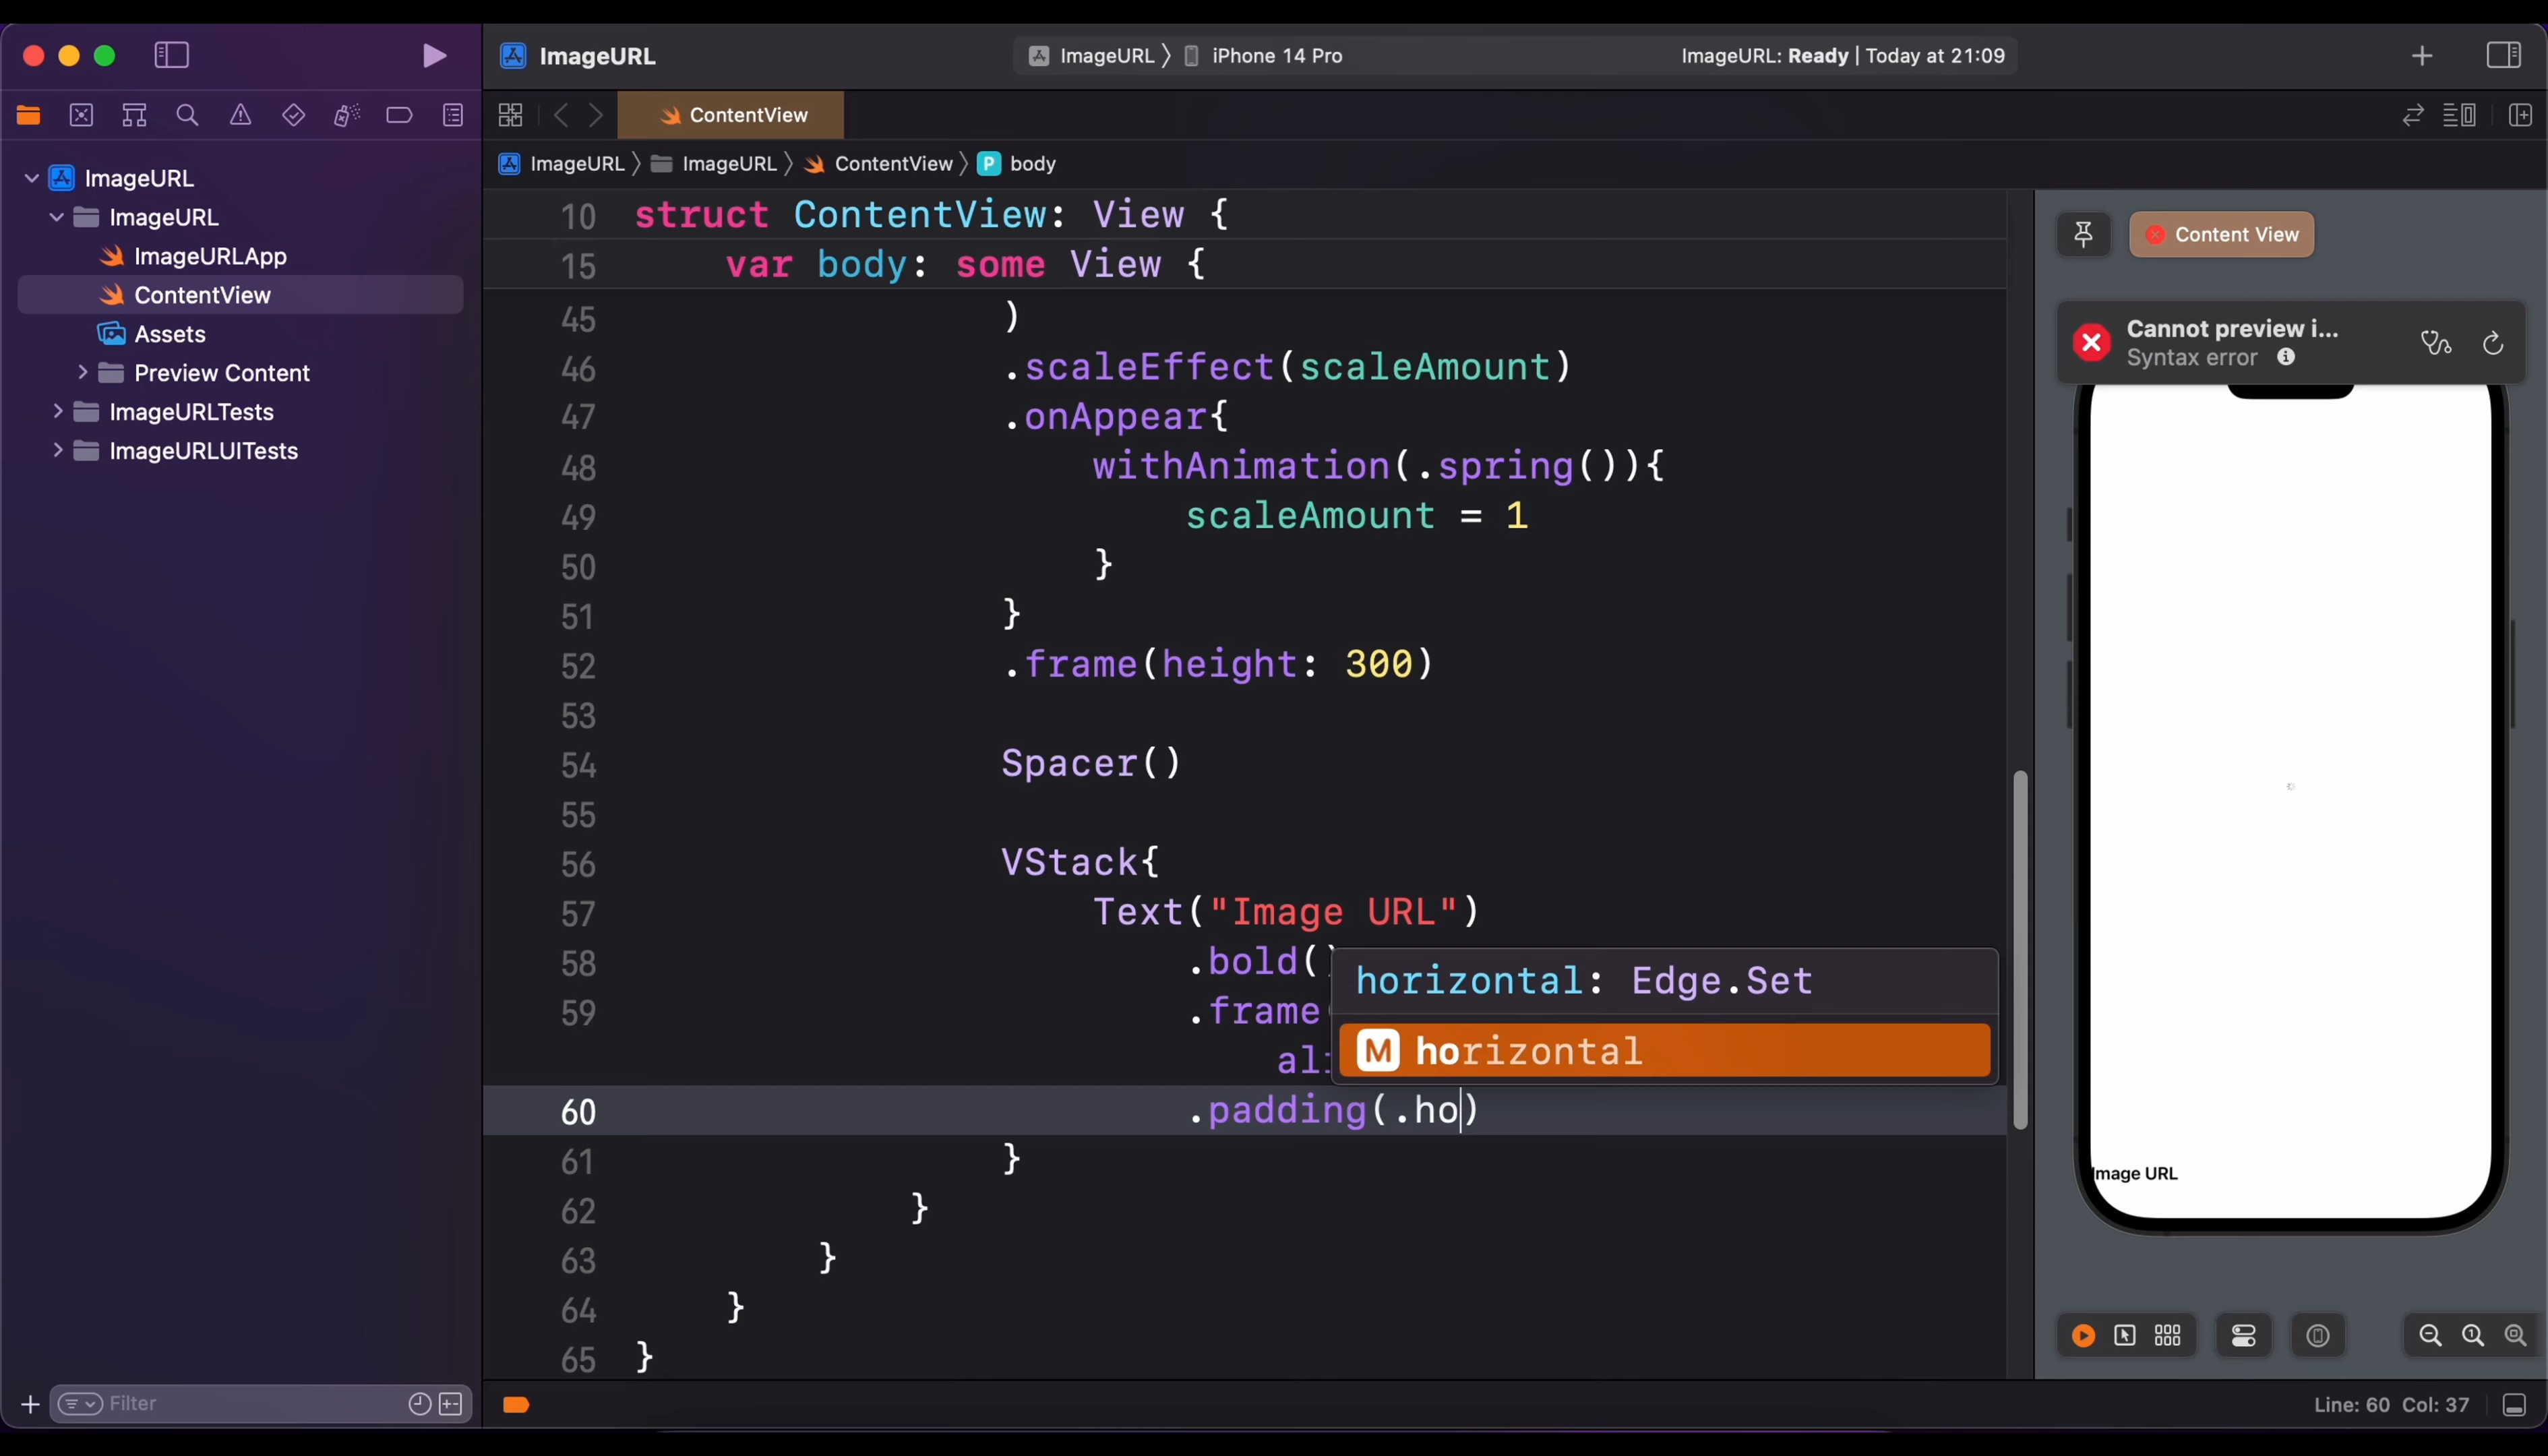 ImageURL
ImageURL 〉 iPhone 14 Pro
ImageURL: Ready | Today at 21:09
ContentView
ImageURL 〉 ImageURL 〉 ContentView 〉 P body
ImageURL
ImageURL
ImageURLApp
ContentView
Assets
Preview Content
ImageURLTests
ImageURLUITests
Filter
10 struct ContentView: View {
15 var body: some View {
45 )
46 .scaleEffect(scaleAmount)
47 .onAppear{
48 withAnimation(.spring()){
49 scaleAmount = 1
50 }
51 }
52 .frame(height: 300)
53
54 Spacer()
55
56 VStack{
57 Text("Image URL")
58 .bold()
59 .frame(
ali
60 .padding(.ho)
61 }
62 }
63 }
64 }
65 }
horizontal: Edge.Set
M horizontal
Content View
Cannot preview i...
Syntax error
Image URL
Line: 60 Col: 37